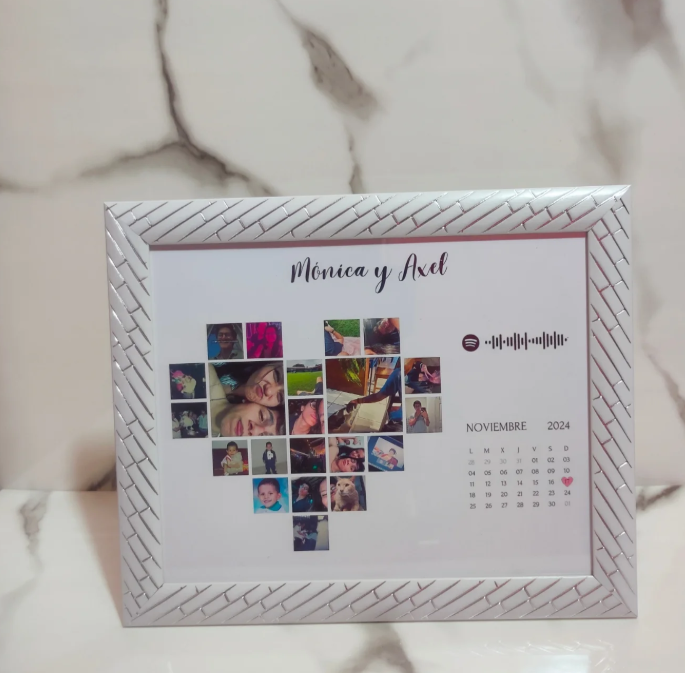 Mónica y Axel
NOVIEMBRE 2024
L M M J V S D
28 29 30 31 01 02 03
04 05 06 07 08 09 10
11 12 13 14 15 16
18 19 20 21 22 23 24
25 26 27 28 29 30